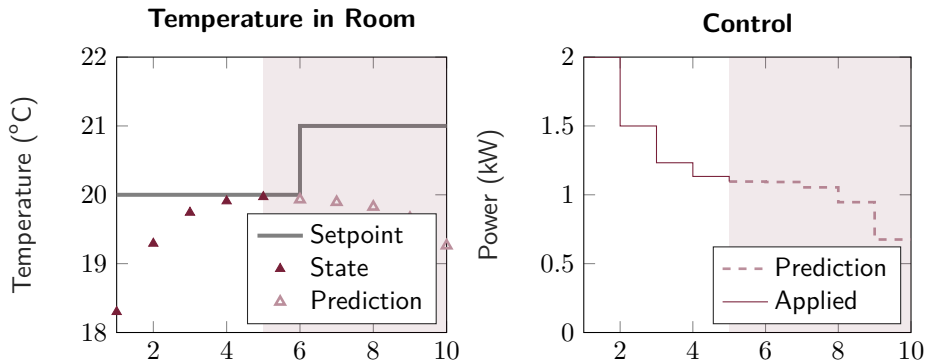 Temperature in Room
Temperature (°C)
22
21
20
19
18
2 4 6 8 10
Setpoint
State
Prediction
Control
Power (kW)
2
1.5
1
0.5
0
2 4 6 8 10
Prediction
Applied